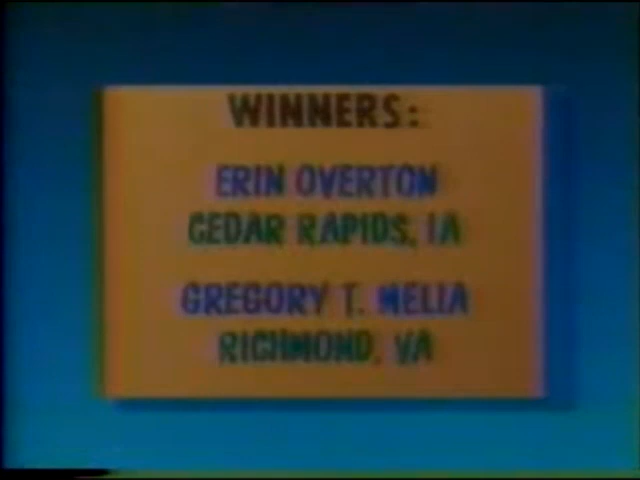 WINNERS:
ERIN OVERTON
CEDAR RAPIDS, IA
GREGORY T. MELIA
RICHMOND, VA